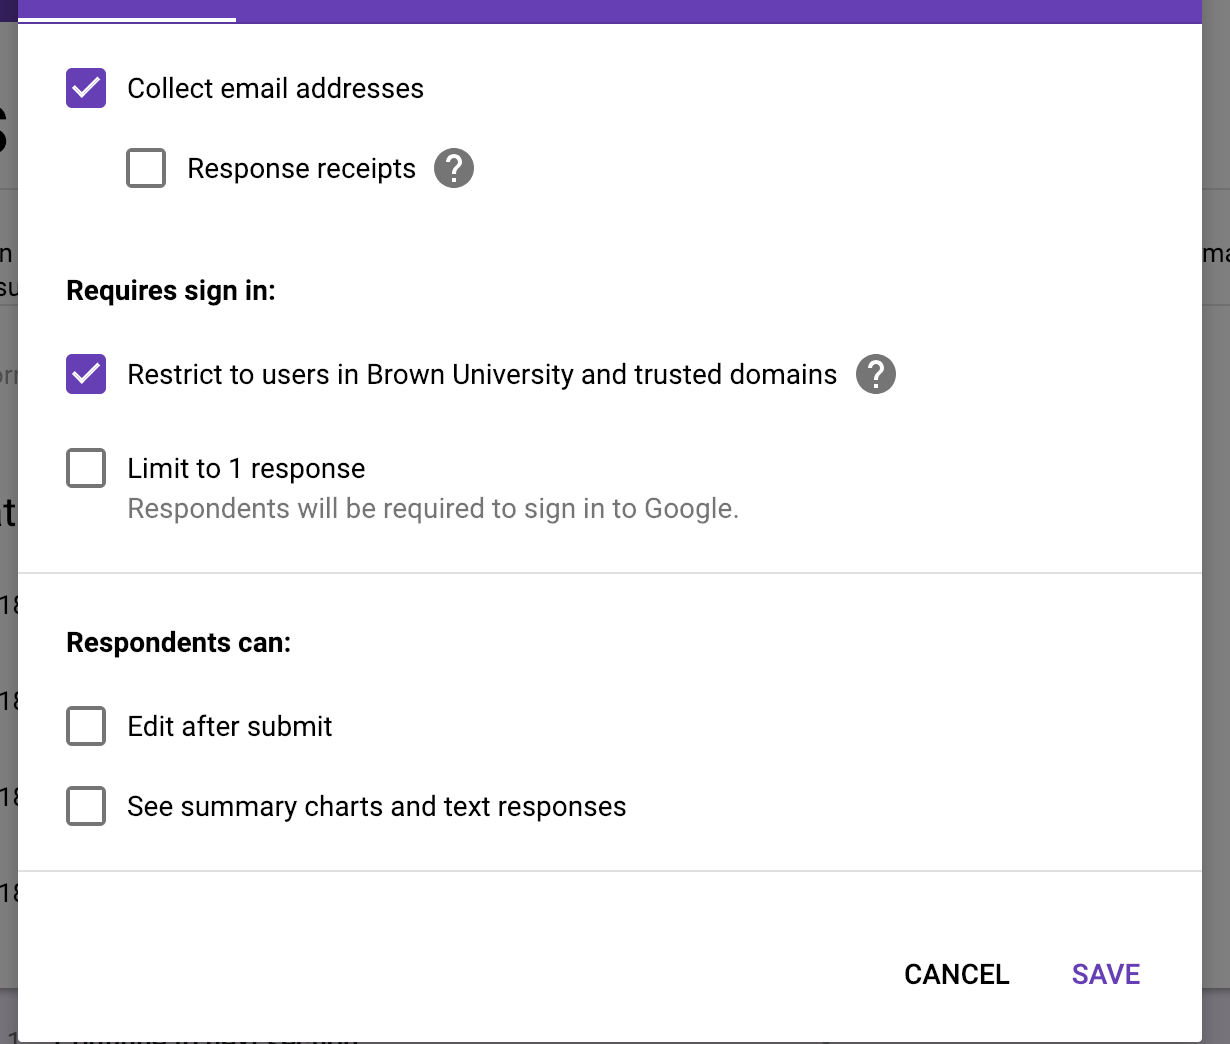 Collect email addresses
Response receipts ?
Requires sign in:
Restrict to users in Brown University and trusted domains ?
Limit to 1 response
Respondents will be required to sign in to Google.
Respondents can:
Edit after submit
See summary charts and text responses
CANCEL SAVE